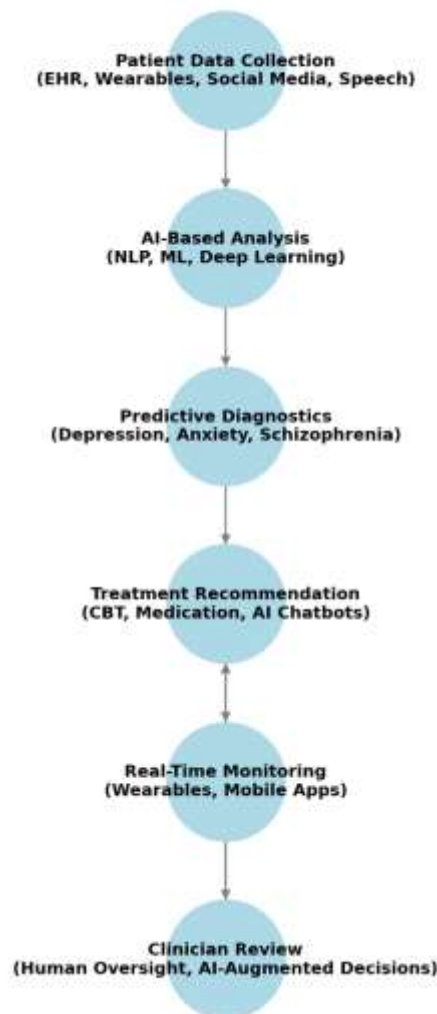 Patient Data Collection
(EHR, Wearables, Social Media, Speech)
AI-Based Analysis
(NLP, ML, Deep Learning)
Predictive Diagnostics
(Depression, Anxiety, Schizophrenia)
Treatment Recommendation
(CBT, Medication, AI Chatbots)
Real-Time Monitoring
(Wearables, Mobile Apps)
Clinician Review
(Human Oversight, AI-Augmented Decisions)